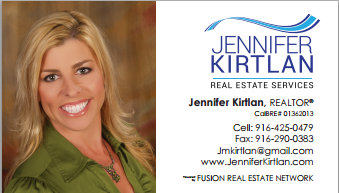 JENNIFER
KIRTLAN
REAL ESTATE SERVICES
Jennifer Kirtlan, REALTOR®
CalBRE# 01362013
Cell: 916-425-0479
Fax: 916-290-0383
Jmkirtlan@gmail.com
www.JenniferKirtlan.com
FUSION REAL ESTATE NETWORK